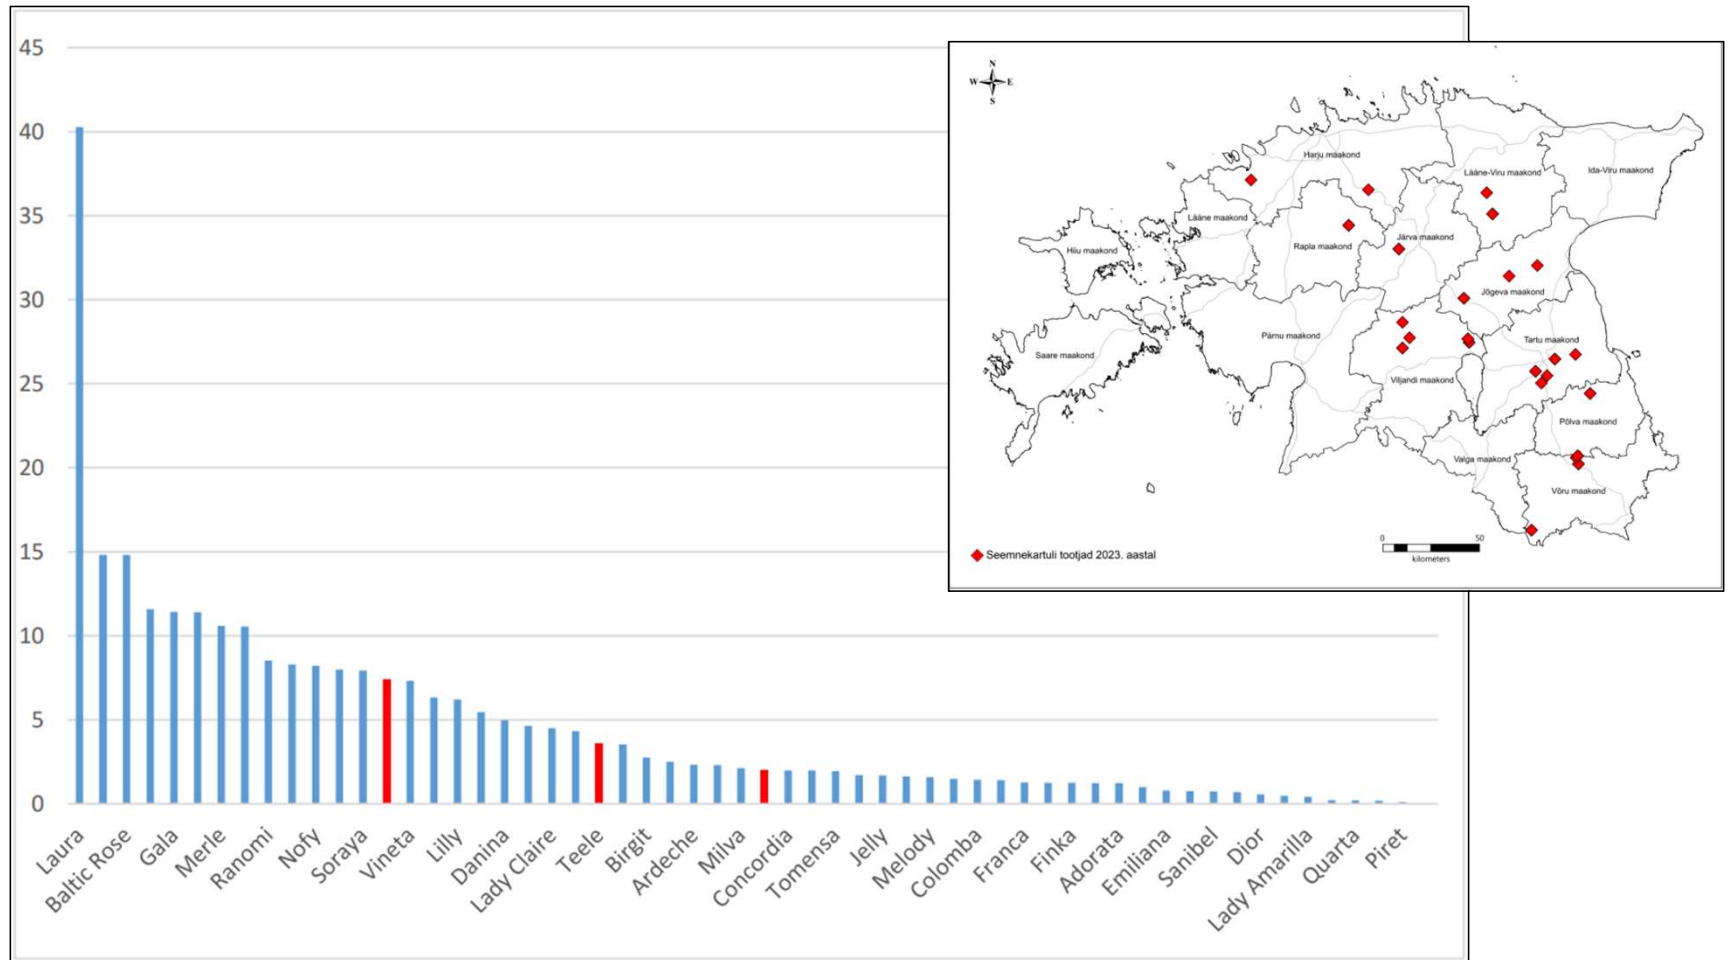 45
40
35
30
25
20
15
10
5
0
Laura
Baltic Rose
Gala
Merle
Ranomi
Nofy
Soraya
Vineta
Lilly
Danina
Lady Claire
Teele
Birgit
Ardeche
Milva
Concordia
Tomensa
Jelly
Melody
Colomba
Franca
Finka
Adorata
Emiliana
Sanibel
Dior
Lady Amarilla
Quarta
Piret
N
W E
S
Harju maakond
Lääne-Viru maakond
Ida-Viru maakond
Lääne maakond
Rapla maakond
Järva maakond
Hiiu maakond
Jõgeva maakond
Pärnu maakond
Tartu maakond
Saare maakond
Viljandi maakond
Põlva maakond
Valga maakond
Võru maakond
0 50
kilometers
Seemnekartuli tootjad 2023. aastal